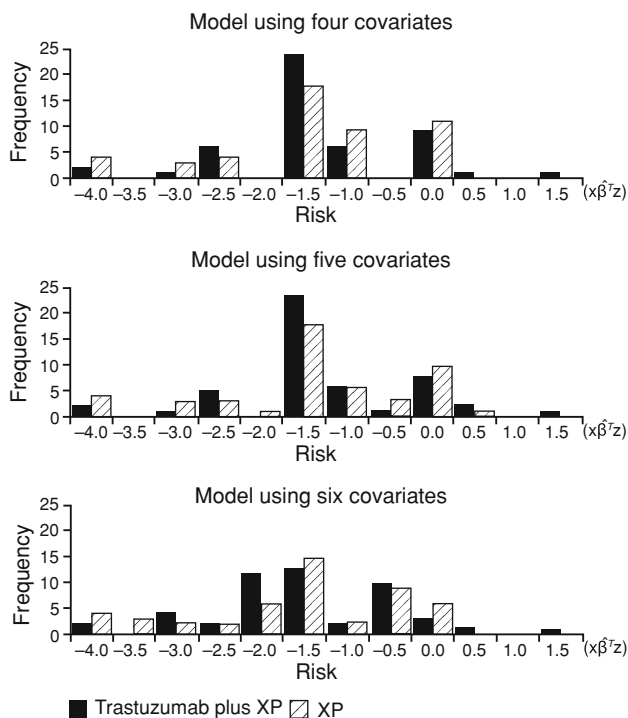 Model using four covariates
Frequency
25
20
15
10
5
0
−4.0 −3.5 −3.0 −2.5 −2.0 −1.5 −1.0 −0.5 0.0 0.5 1.0 1.5 (xβ̂ᵀz)
Risk
Model using five covariates
Frequency
25
20
15
10
5
0
−4.0 −3.5 −3.0 −2.5 −2.0 −1.5 −1.0 −0.5 0.0 0.5 1.0 1.5 (xβ̂ᵀz)
Risk
Model using six covariates
Frequency
25
20
15
10
5
0
−4.0 −3.5 −3.0 −2.5 −2.0 −1.5 −1.0 −0.5 0.0 0.5 1.0 1.5 (xβ̂ᵀz)
Risk
Trastuzumab plus XP XP